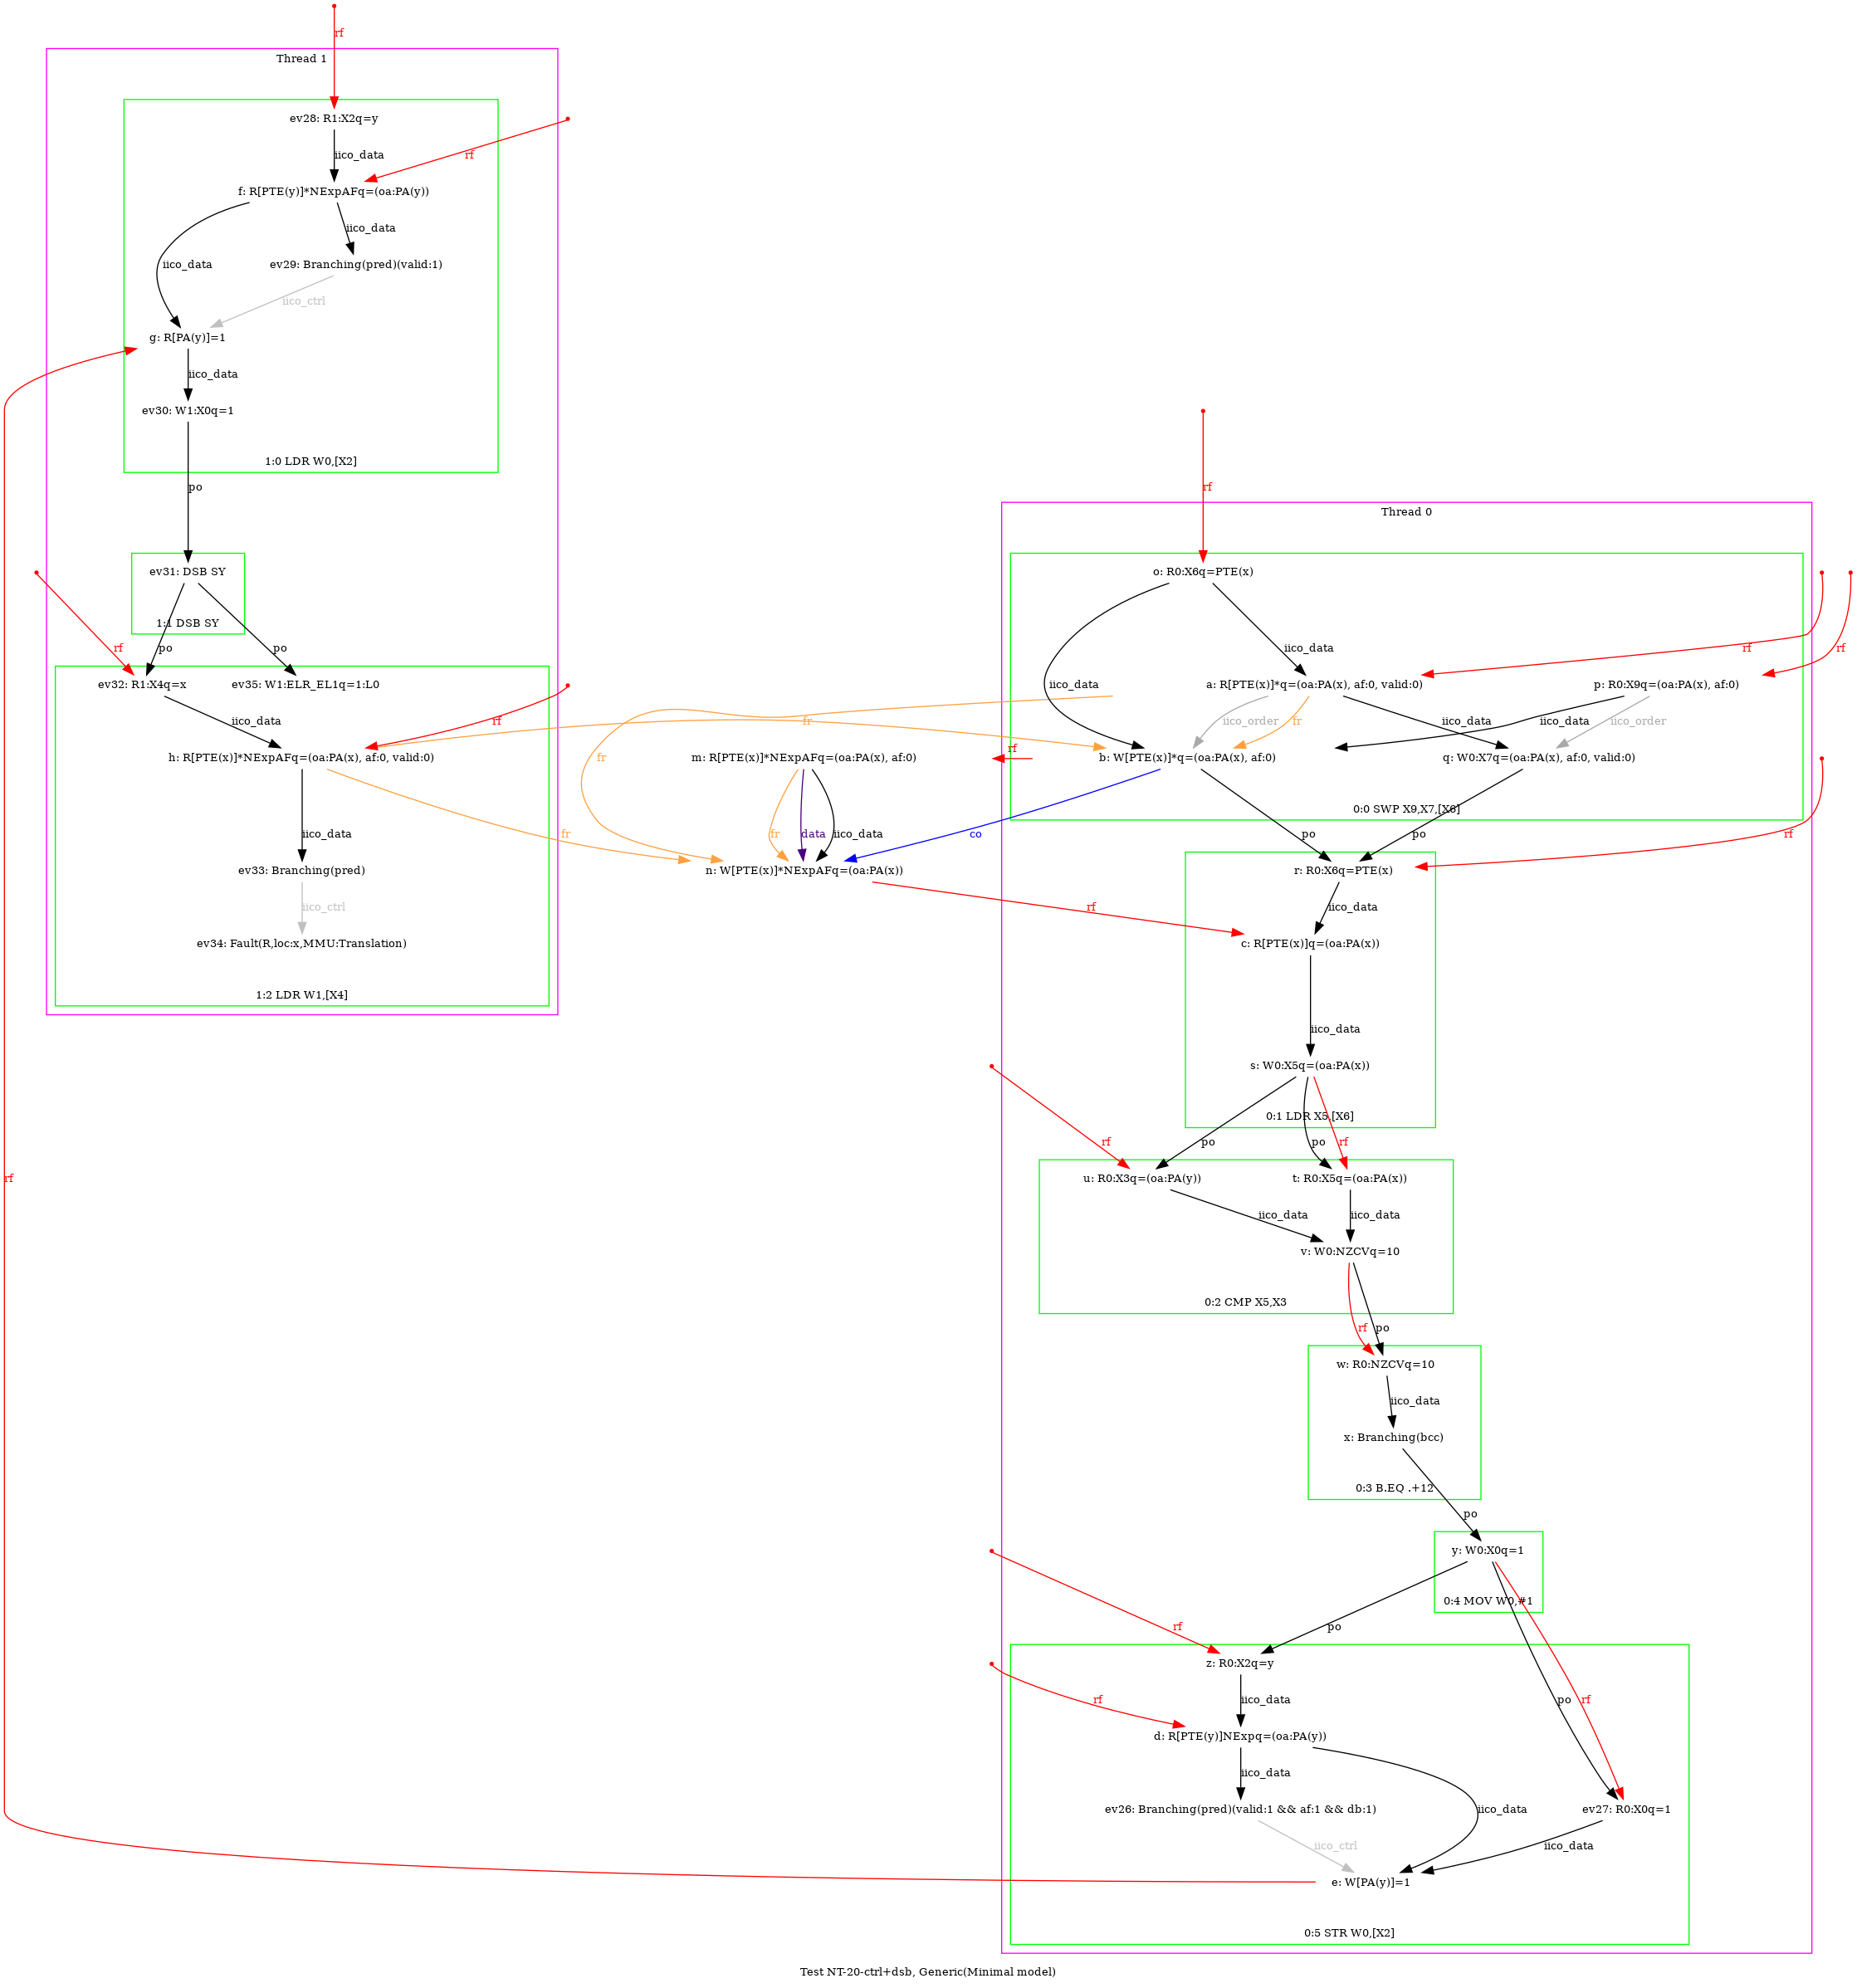 rf
Thread 1
ev28: R1:X2q=y
iico_data
rf
f: R[PTE(y)]*NExpAFq=(oa:PA(y))
iico_data
iico_data
ev29: Branching(pred)(valid:1)
iico_ctrl
g: R[PA(y)]=1
iico_data
ev30: W1:X0q=1
1:0 LDR W0,[X2]
po
ev31: DSB SY
1:1 DSB SY
rf
po
po
ev32: R1:X4q=x
ev35: W1:ELR_EL1q=1:L0
iico_data
rf
h: R[PTE(x)]*NExpAFq=(oa:PA(x), af:0, valid:0)
iico_data
fr
fr
ev33: Branching(pred)
iico_ctrl
ev34: Fault(R,loc:x,MMU:Translation)
1:2 LDR W1,[X4]
fr
m: R[PTE(x)]*NExpAFq=(oa:PA(x), af:0)
rf
fr
data
iico_data
co
n: W[PTE(x)]*NExpAFq=(oa:PA(x))
rf
rf
Thread 0
o: R0:X6q=PTE(x)
iico_data
iico_data
rf
rf
a: R[PTE(x)]*q=(oa:PA(x), af:0, valid:0)
p: R0:X9q=(oa:PA(x), af:0)
iico_order
fr
iico_data
iico_data
iico_order
b: W[PTE(x)]*q=(oa:PA(x), af:0)
q: W0:X7q=(oa:PA(x), af:0, valid:0)
0:0 SWP X9,X7,[X6]
po
po
rf
r: R0:X6q=PTE(x)
iico_data
c: R[PTE(x)]q=(oa:PA(x))
iico_data
s: W0:X5q=(oa:PA(x))
0:1 LDR X5,[X6]
rf
po
po
rf
u: R0:X3q=(oa:PA(y))
t: R0:X5q=(oa:PA(x))
iico_data
iico_data
v: W0:NZCVq=10
0:2 CMP X5,X3
rf
po
w: R0:NZCVq=10
iico_data
x: Branching(bcc)
0:3 B.EQ .+12
po
y: W0:X0q=1
0:4 MOV W0,#1
rf
po
z: R0:X2q=y
rf
iico_data
po
rf
d: R[PTE(y)]NExpq=(oa:PA(y))
iico_data
iico_data
ev26: Branching(pred)(valid:1 && af:1 && db:1)
ev27: R0:X0q=1
iico_ctrl
iico_data
e: W[PA(y)]=1
0:5 STR W0,[X2]
rf
Test NT-20-ctrl+dsb, Generic(Minimal model)